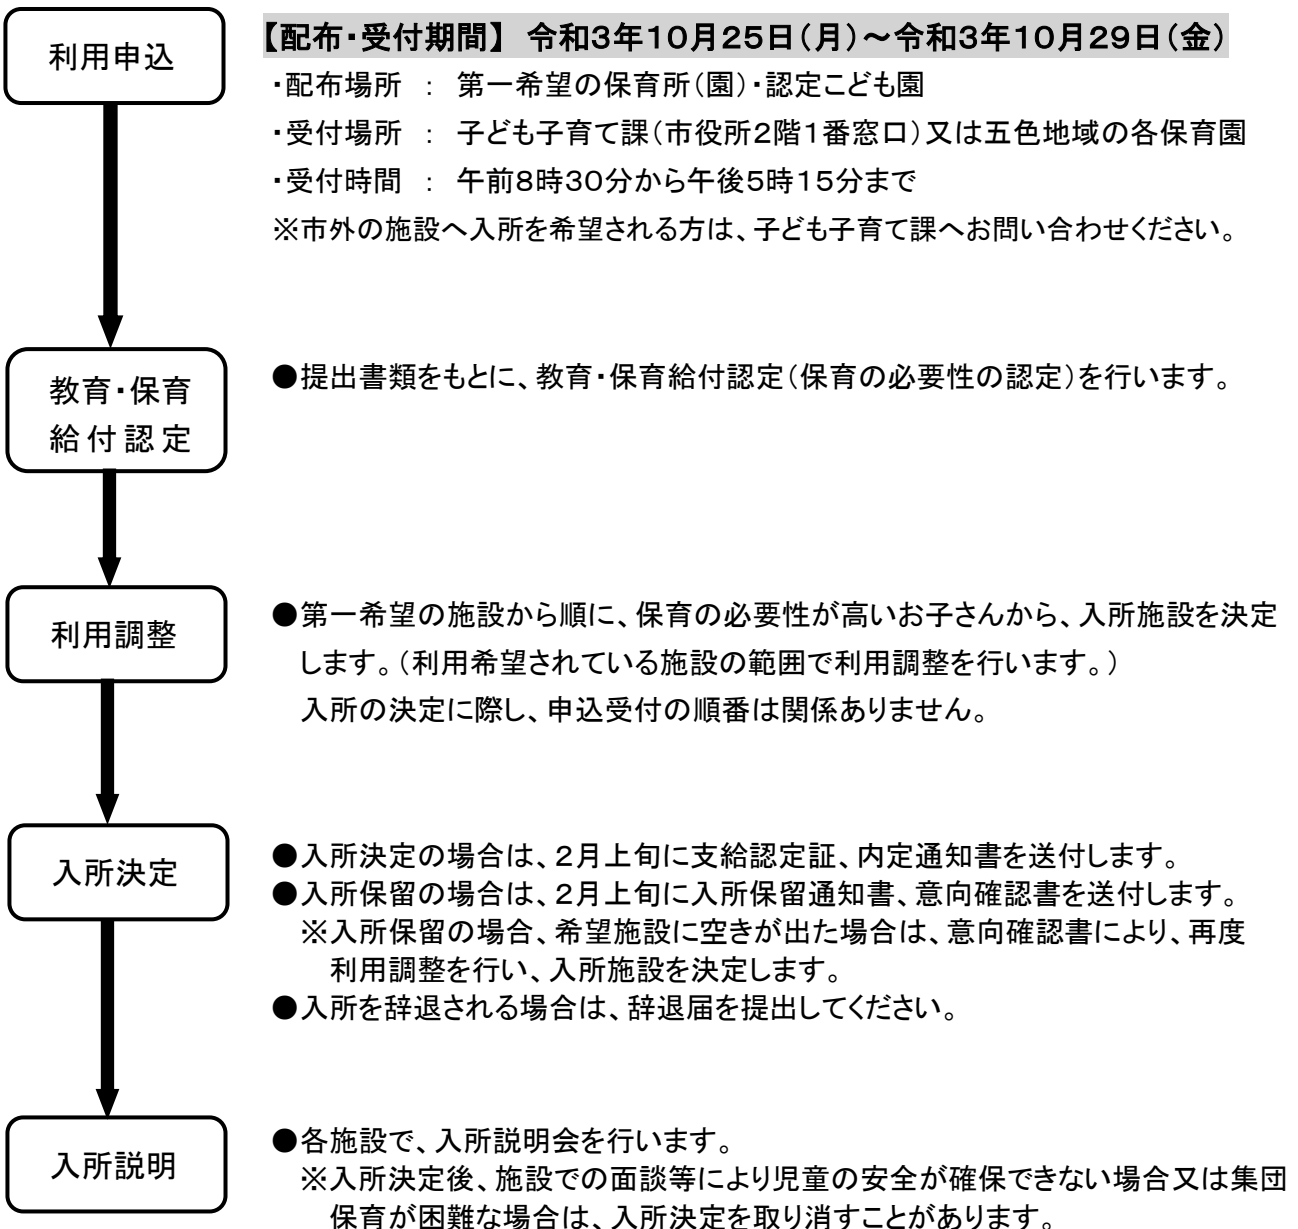 利用申込
【配布・受付期間】 令和3年10月25日(月)～令和3年10月29日(金)
・配布場所 : 第一希望の保育所(園)・認定こども園
・受付場所 : 子ども子育て課(市役所2階1番窓口)又は五色地域の各保育園
・受付時間 : 午前8時30分から午後5時15分まで
※市外の施設へ入所を希望される方は、子ども子育て課へお問い合わせください。
教育・保育
給付認定
●提出書類をもとに、教育・保育給付認定(保育の必要性の認定)を行います。
利用調整
●第一希望の施設から順に、保育の必要性が高いお子さんから、入所施設を決定
します。(利用希望されている施設の範囲で利用調整を行います。)
入所の決定に際し、申込受付の順番は関係ありません。
入所決定
●入所決定の場合は、2月上旬に支給認定証、内定通知書を送付します。
●入所保留の場合は、2月上旬に入所保留通知書、意向確認書を送付します。
※入所保留の場合、希望施設に空きが出た場合は、意向確認書により、再度
利用調整を行い、入所施設を決定します。
●入所を辞退される場合は、辞退届を提出してください。
入所説明
●各施設で、入所説明会を行います。
※入所決定後、施設での面談等により児童の安全が確保できない場合又は集団
保育が困難な場合は、入所決定を取り消すことがあります。